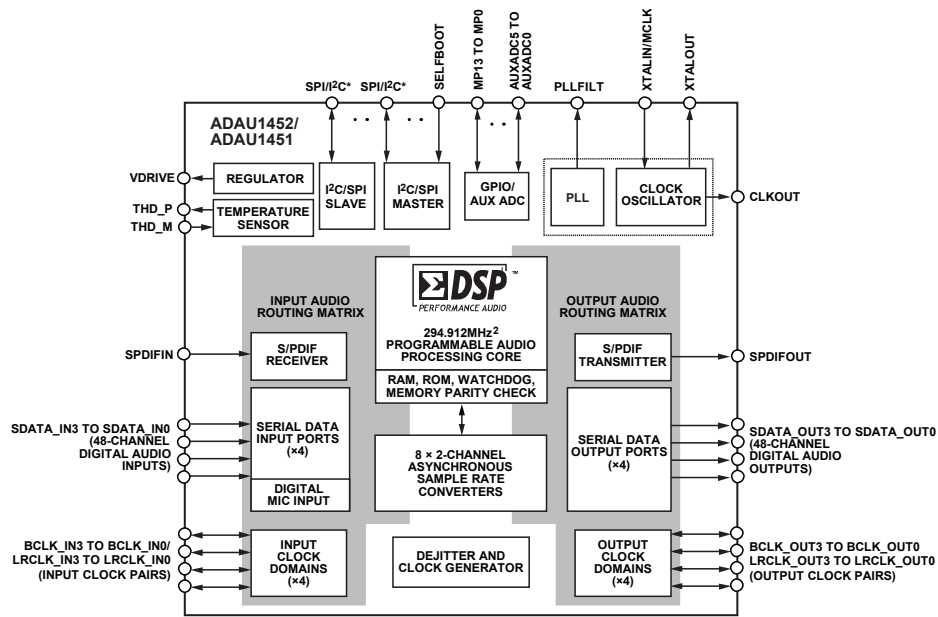 SPI/I²C*
SPI/I²C*
SELFBOOT
MP13 TO MP0
AUXADC5 TO
AUXADC0
PLLFILT
XTALIN/MCLK
XTALOUT
ADAU1452/
ADAU1451
VDRIVE
REGULATOR
THD_P
THD_M
TEMPERATURE
SENSOR
I²C/SPI
SLAVE
I²C/SPI
MASTER
GPIO/
AUX ADC
PLL
CLOCK
OSCILLATOR
CLKOUT
INPUT AUDIO
ROUTING MATRIX
DSP™
PERFORMANCE AUDIO
294.912MHz²
PROGRAMMABLE AUDIO
PROCESSING CORE
RAM, ROM, WATCHDOG,
MEMORY PARITY CHECK
OUTPUT AUDIO
ROUTING MATRIX
SPDIFIN
S/PDIF
RECEIVER
S/PDIF
TRANSMITTER
SPDIFOUT
SDATA_IN3 TO SDATA_IN0
(48-CHANNEL
DIGITAL AUDIO
INPUTS)
SERIAL DATA
INPUT PORTS
(×4)
DIGITAL
MIC INPUT
8 × 2-CHANNEL
ASYNCHRONOUS
SAMPLE RATE
CONVERTERS
SERIAL DATA
OUTPUT PORTS
(×4)
SDATA_OUT3 TO SDATA_OUT0
(48-CHANNEL
DIGITAL AUDIO
OUTPUTS)
BCLK_IN3 TO BCLK_IN0/
LRCLK_IN3 TO LRCLK_IN0
(INPUT CLOCK PAIRS)
INPUT
CLOCK
DOMAINS
(×4)
DEJITTER AND
CLOCK GENERATOR
OUTPUT
CLOCK
DOMAINS
(×4)
BCLK_OUT3 TO BCLK_OUT0
LRCLK_OUT3 TO LRCLK_OUT0
(OUTPUT CLOCK PAIRS)